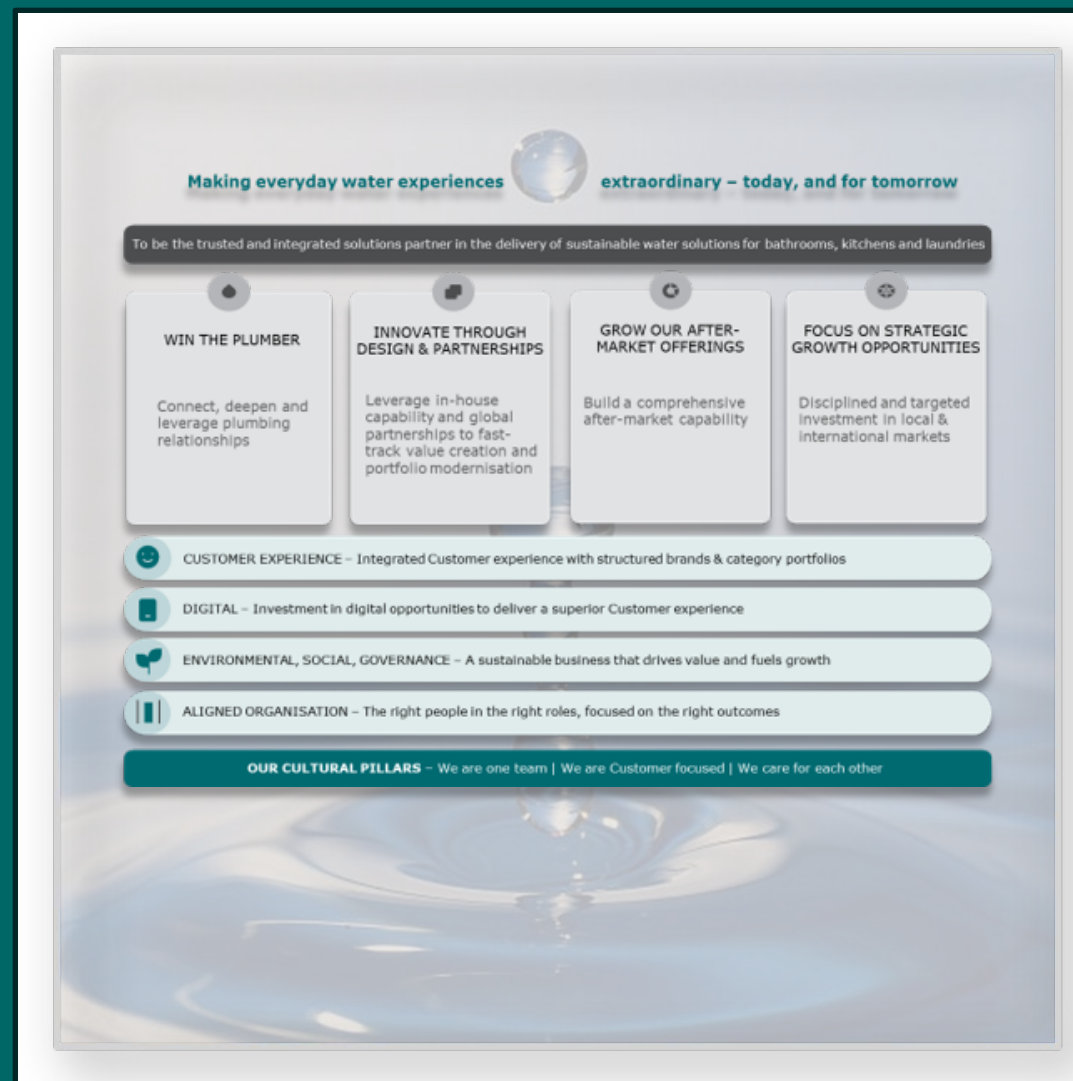 Making everyday water experiences extraordinary – today, and for tomorrow
To be the trusted and integrated solutions partner in the delivery of sustainable water solutions for bathrooms, kitchens and laundries
WIN THE PLUMBER
Connect, deepen and
leverage plumbing
relationships
INNOVATE THROUGH
DESIGN & PARTNERSHIPS
Leverage in-house
capability and global
partnerships to fast-
track value creation and
portfolio modernisation
GROW OUR AFTER-
MARKET OFFERINGS
Build a comprehensive
after-market capability
FOCUS ON STRATEGIC
GROWTH OPPORTUNITIES
Disciplined and targeted
investment in local &
international markets
CUSTOMER EXPERIENCE – Integrated Customer experience with structured brands & category portfolios
DIGITAL – Investment in digital opportunities to deliver a superior Customer experience
ENVIRONMENTAL, SOCIAL, GOVERNANCE – A sustainable business that drives value and fuels growth
ALIGNED ORGANISATION – The right people in the right roles, focused on the right outcomes
OUR CULTURAL PILLARS – We are one team | We are Customer focused | We care for each other